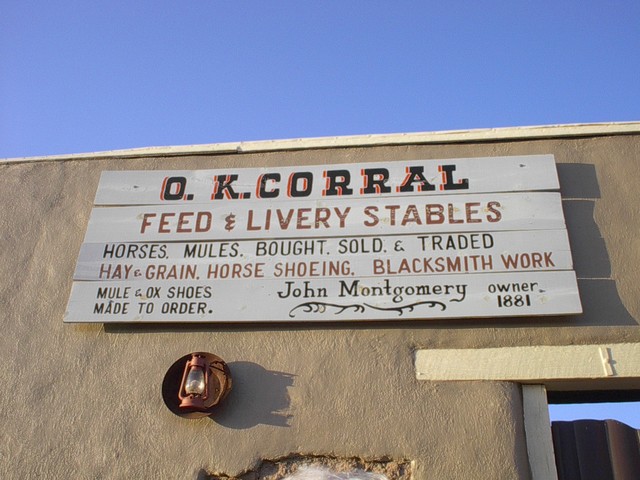 O. K. CORRAL
FEED & LIVERY STABLES
HORSES, MULES, BOUGHT, SOLD, & TRADED
HAY & GRAIN, HORSE SHOEING, BLACKSMITH WORK
MULE & OX SHOES John Montgomery owner
MADE TO ORDER. 1881